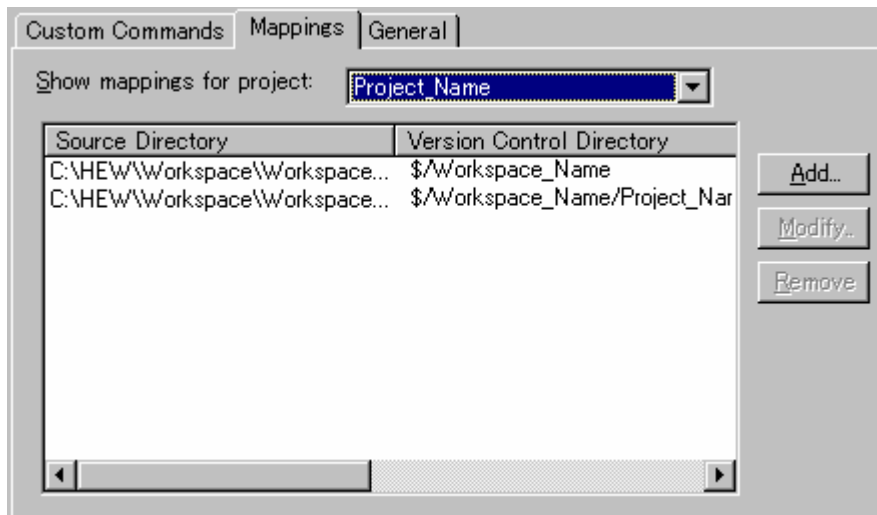 Custom Commands Mappings General
Show mappings for project: Project_Name
Source Directory Version Control Directory
C:\HEW\Workspace\Workspace... $/Workspace_Name
C:\HEW\Workspace\Workspace... $/Workspace_Name/Project_Nar
Add...
Modify...
Remove